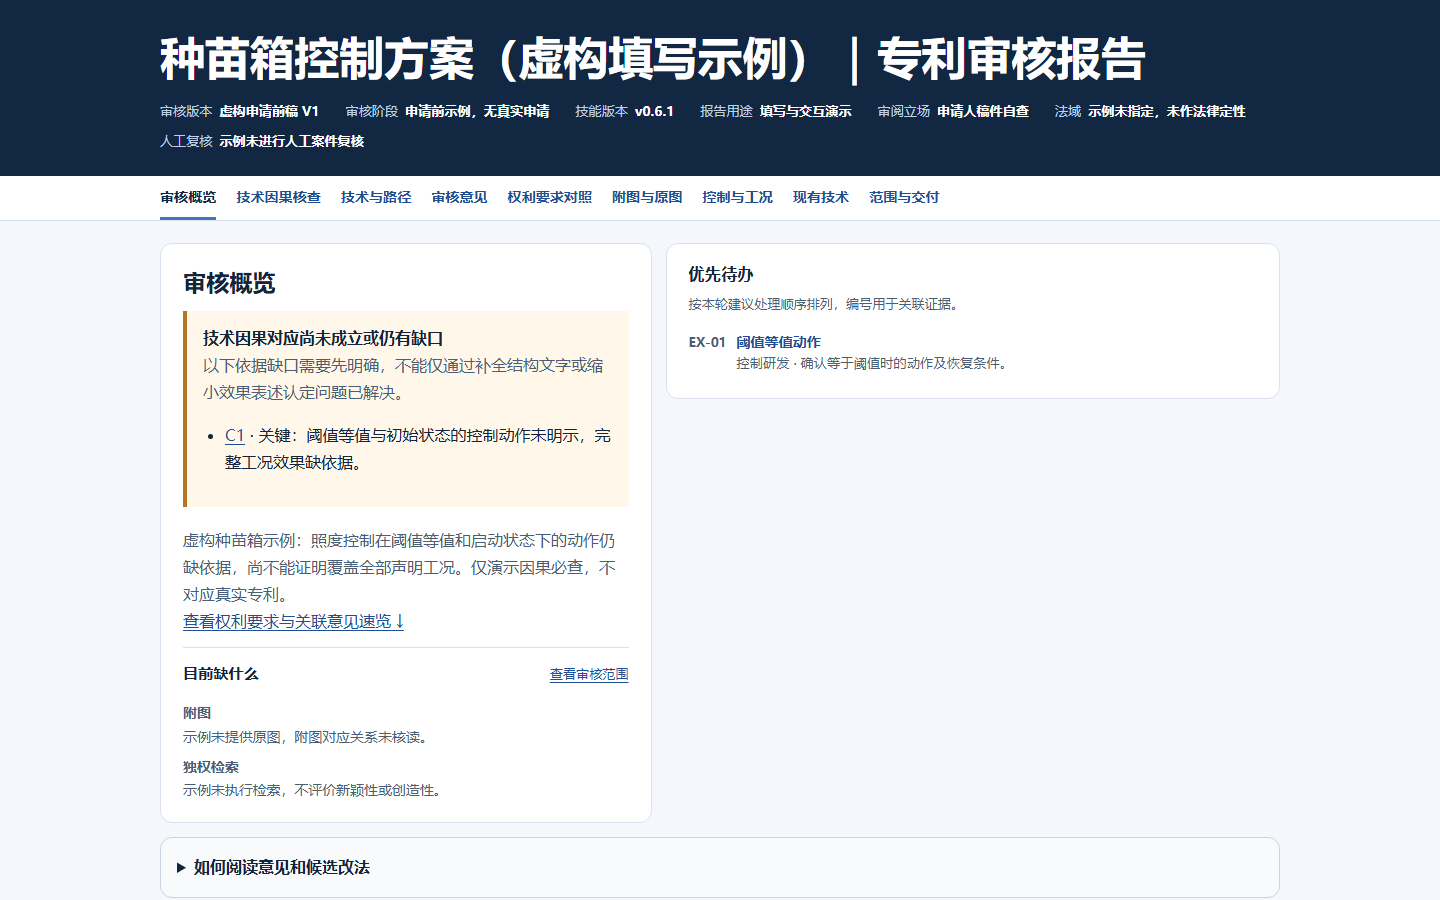 种苗箱控制方案（虚构填写示例）｜专利审核报告
审核版本 虚构申请前稿 V1 审核阶段 申请前示例，无真实申请 技能版本 v0.6.1 报告用途 填写与交互演示 审阅立场 申请人稿件自查 法域 示例未指定，未作法律定性
人工复核 示例未进行人工案件复核
审核概览 技术因果核查 技术与路径 审核意见 权利要求对照 附图与原图 控制与工况 现有技术 范围与交付
审核概览
技术因果对应尚未成立或仍有缺口
以下依据缺口需要先明确，不能仅通过补全结构文字或缩
小效果表述认定问题已解决。
• C1 · 关键：阈值等值与初始状态的控制动作未明示，完
整工况效果缺依据。
虚构种苗箱示例：照度控制在阈值等值和启动状态下的动作仍
缺依据，尚不能证明覆盖全部声明工况。仅演示因果必查，不
对应真实专利。
查看权利要求与关联意见速览 ↓
目前缺什么 查看审核范围
附图
示例未提供原图，附图对应关系未核读。
独权检索
示例未执行检索，不评价新颖性或创造性。
优先待办
按本轮建议处理顺序排列，编号用于关联证据。
EX-01 阈值等值动作
控制研发 · 确认等于阈值时的动作及恢复条件。
▶ 如何阅读意见和候选改法